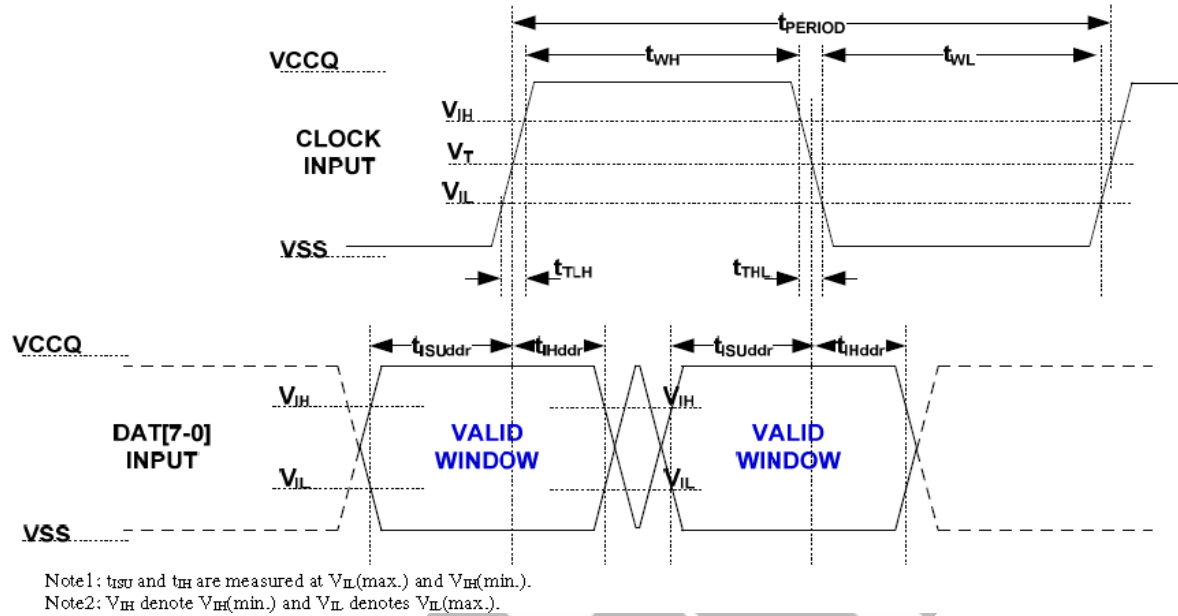 tPERIOD
VCCQ
tWH
tWL
VIH
CLOCK
INPUT
VT
VIL
VSS
tTLH
tTHL
VCCQ
tISUddr
tIHddr
tISUddr
tIHddr
VIH
VIH
DAT[7-0]
INPUT
VALID
WINDOW
VALID
WINDOW
VIL
VIL
VSS
Note1: tISU and tIH are measured at VIL(max.) and VIH(min.).
Note2: VIH denote VIH(min.) and VIL denotes VIL(max.).